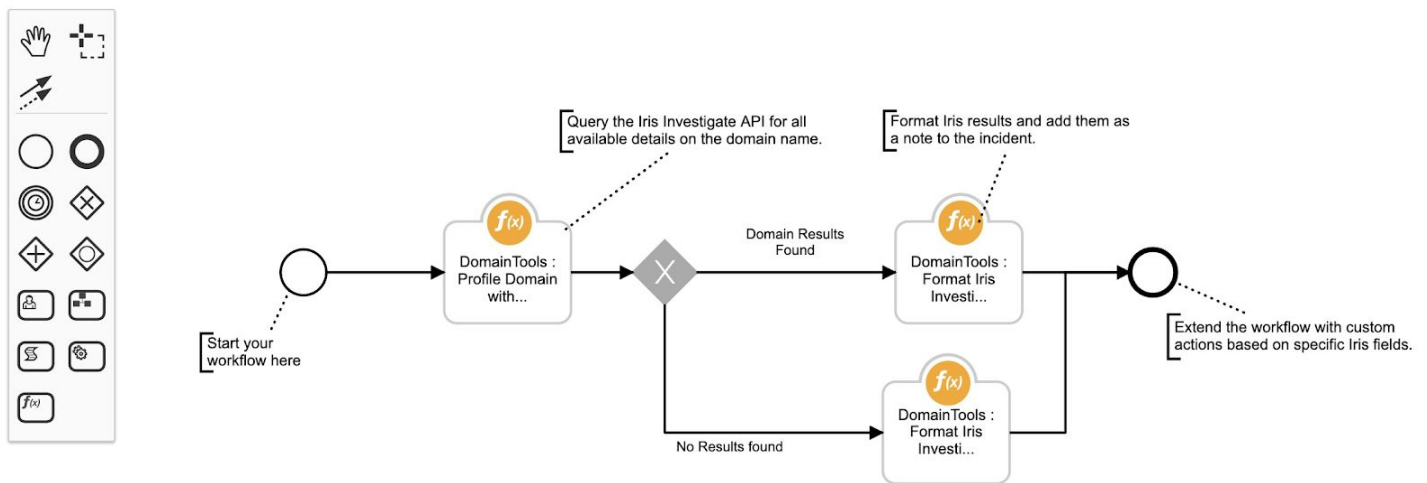 f(x)
Query the Iris Investigate API for all
available details on the domain name.
Format Iris results and add them as
a note to the incident.
f(x)
DomainTools :
Profile Domain
with...
X
Domain Results
Found
f(x)
DomainTools :
Format Iris
Investi...
Start your
workflow here
Extend the workflow with custom
actions based on specific Iris fields.
No Results found
f(x)
DomainTools :
Format Iris
Investi...